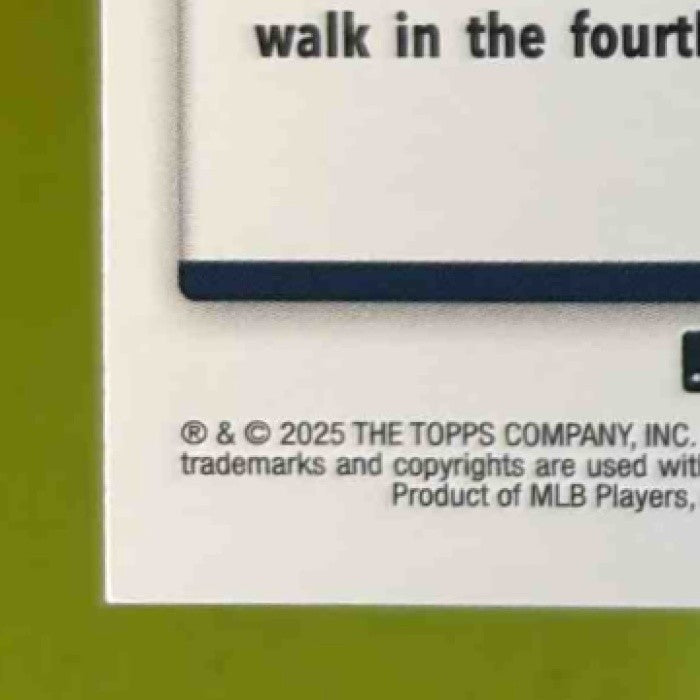 walk in the fourth
® & © 2025 THE TOPPS COMPANY, INC.
trademarks and copyrights are used with
Product of MLB Players,